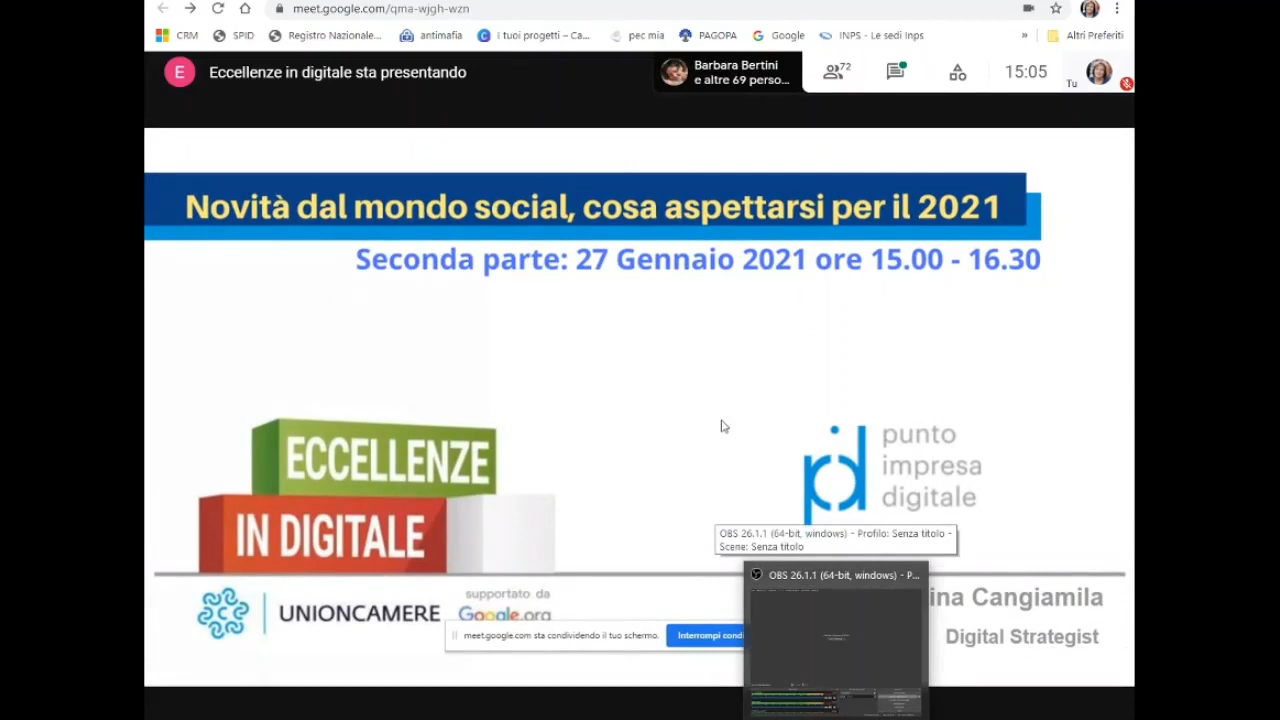 meet.google.com/qma-wjgh-wzn
CRM SPID Registro Nazionale... antimafia I tuoi progetti – Ca... pec mia PAGOPA Google INPS - Le sedi Inps » Altri Preferiti
E Eccellenze in digitale sta presentando
Barbara Bertini
e altre 69 perso...
72
15:05
Tu
Novità dal mondo social, cosa aspettarsi per il 2021
Seconda parte: 27 Gennaio 2021 ore 15.00 - 16.30
ECCELLENZE
IN DIGITALE
pid
punto
impresa
digitale
OBS 26.1.1 (64-bit, windows) - Profilo: Senza titolo -
Scene: Senza titolo
OBS 26.1.1 (64-bit, windows) - P...
UNIONCAMERE
supportato da
Google.org
ina Cangiamila
Digital Strategist
meet.google.com sta condividendo il tuo schermo.
Interrompi condi